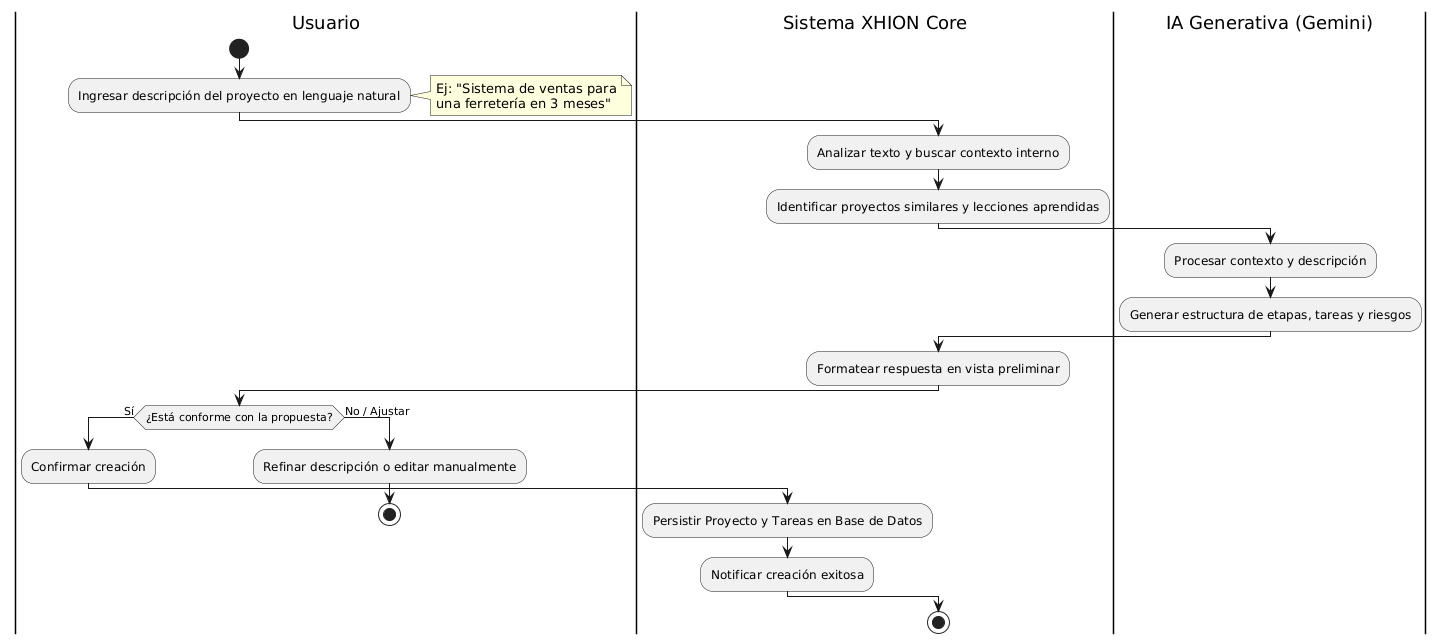 Usuario
Sistema XHION Core
IA Generativa (Gemini)
Ingresar descripción del proyecto en lenguaje natural
Ej: "Sistema de ventas para
una ferretería en 3 meses"
Analizar texto y buscar contexto interno
Identificar proyectos similares y lecciones aprendidas
Procesar contexto y descripción
Generar estructura de etapas, tareas y riesgos
Formatear respuesta en vista preliminar
Sí
¿Está conforme con la propuesta?
No / Ajustar
Confirmar creación
Refinar descripción o editar manualmente
Persistir Proyecto y Tareas en Base de Datos
Notificar creación exitosa